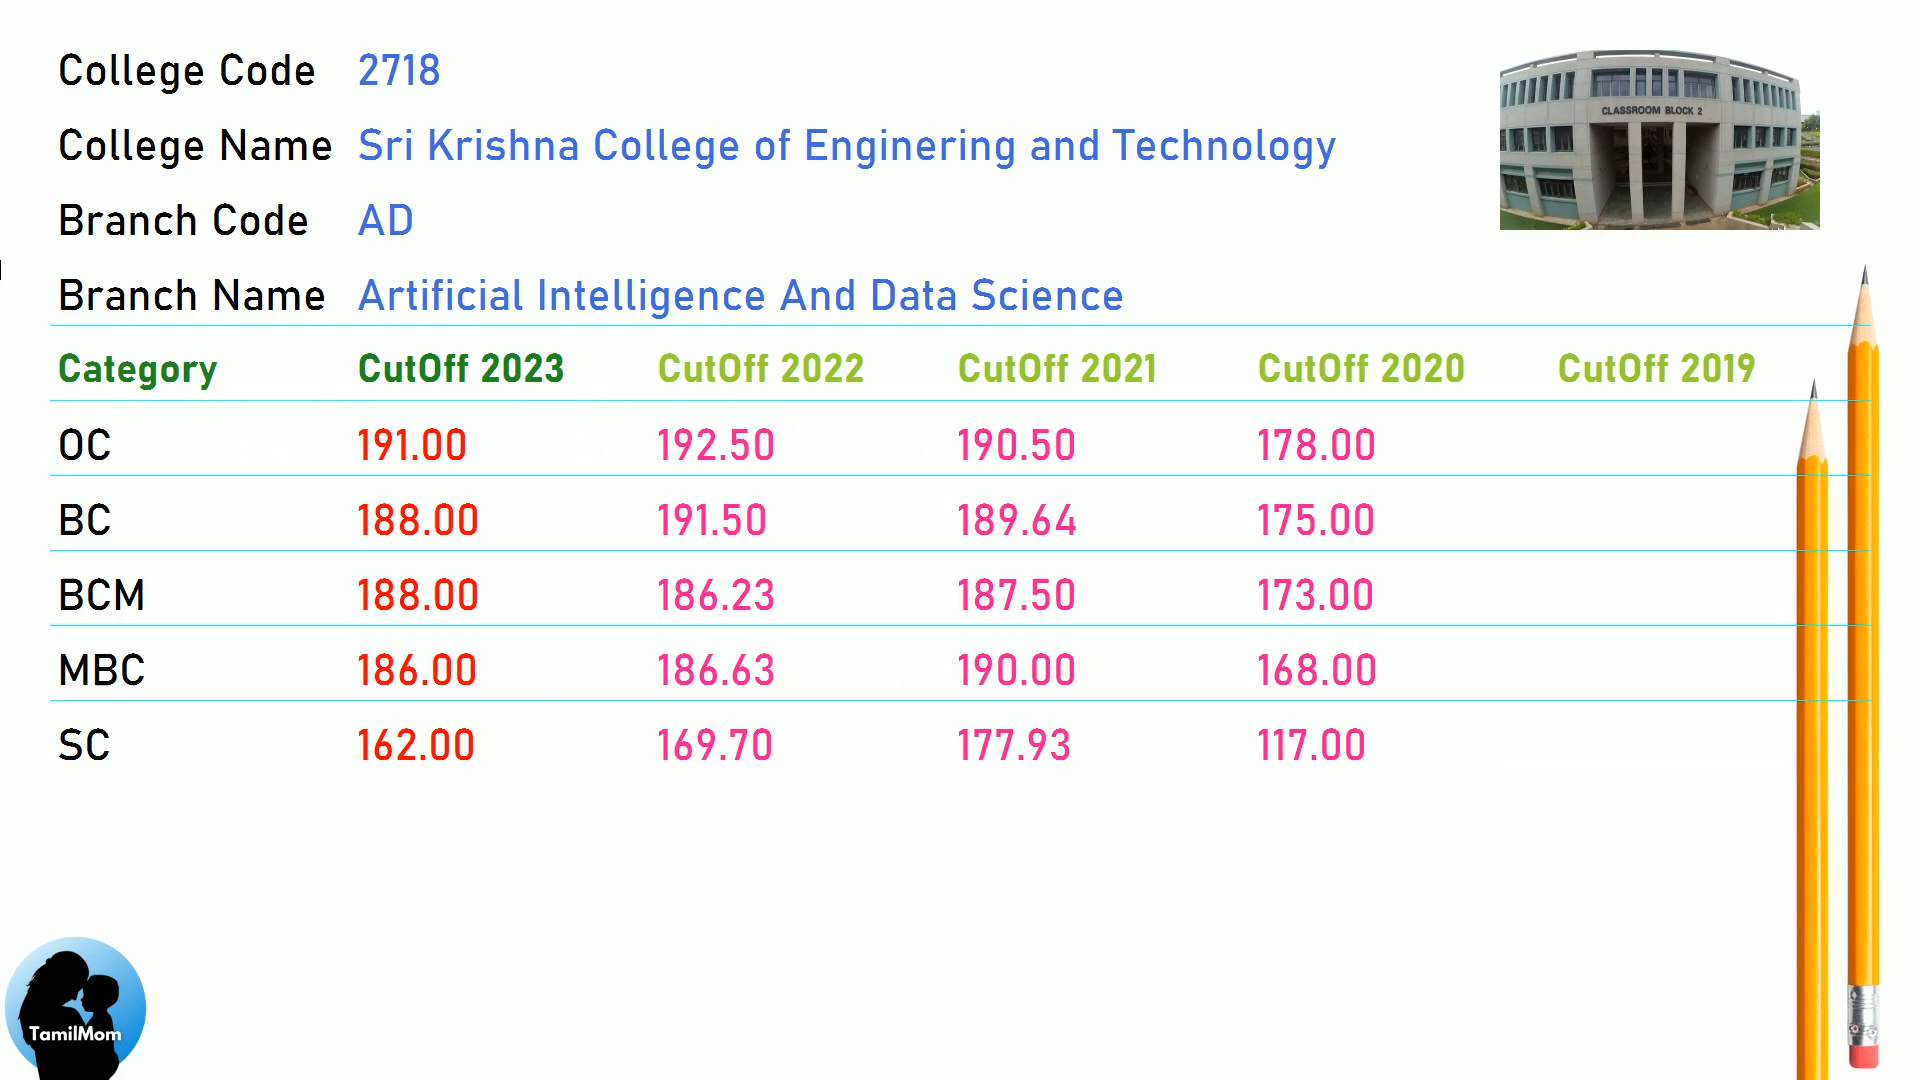 College Code 2718
College Name Sri Krishna College of Enginering and Technology
Branch Code AD
Branch Name Artificial Intelligence And Data Science
CLASSROOM BLOCK 2
Category CutOff 2023 CutOff 2022 CutOff 2021 CutOff 2020 CutOff 2019
OC 191.00 192.50 190.50 178.00
BC 188.00 191.50 189.64 175.00
BCM 188.00 186.23 187.50 173.00
MBC 186.00 186.63 190.00 168.00
SC 162.00 169.70 177.93 117.00
TamilMom